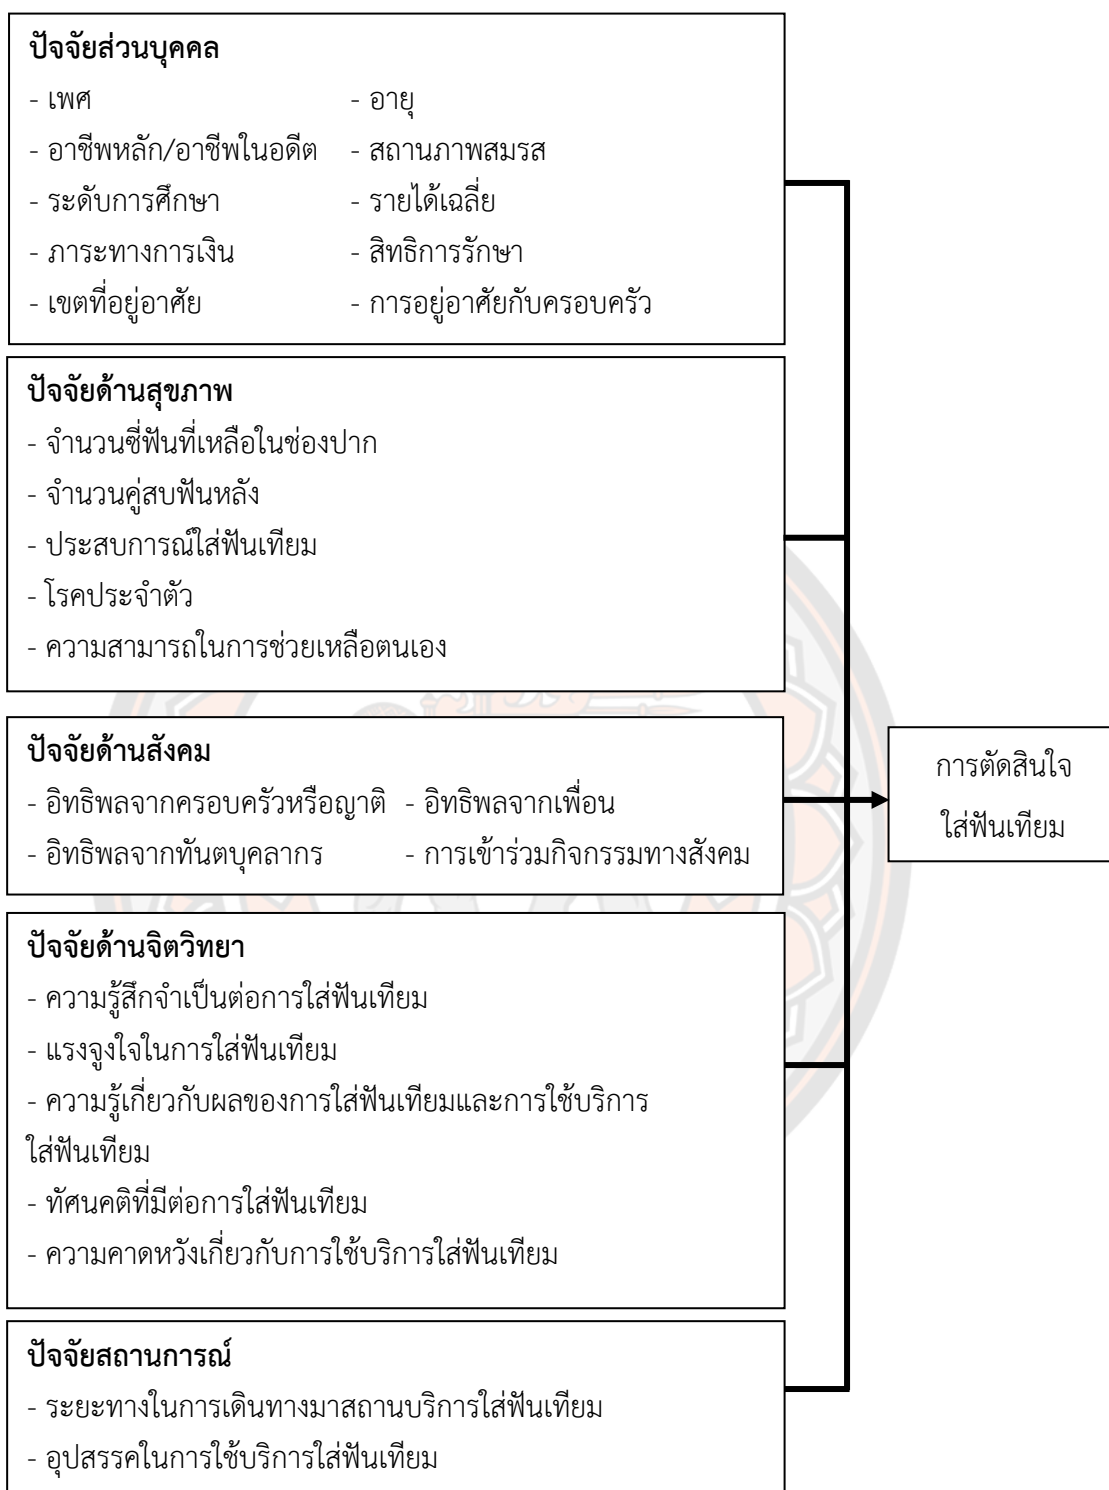 ปัจจัยส่วนบุคคล
- เพศ - อายุ
- อาชีพหลัก/อาชีพในอดีต - สถานภาพสมรส
- ระดับการศึกษา - รายได้เฉลี่ย
- ภาระทางการเงิน - สิทธิการรักษา
- เขตที่อยู่อาศัย - การอยู่อาศัยกับครอบครัว
ปัจจัยด้านสุขภาพ
- จำนวนซี่ฟันที่เหลือในช่องปาก
- จำนวนคู่สบฟันหลัง
- ประสบการณ์ใส่ฟันเทียม
- โรคประจำตัว
- ความสามารถในการช่วยเหลือตนเอง
ปัจจัยด้านสังคม
- อิทธิพลจากครอบครัวหรือญาติ - อิทธิพลจากเพื่อน
- อิทธิพลจากทันตบุคลากร - การเข้าร่วมกิจกรรมทางสังคม
การตัดสินใจ
ใส่ฟันเทียม
ปัจจัยด้านจิตวิทยา
- ความรู้สึกจำเป็นต่อการใส่ฟันเทียม
- แรงจูงใจในการใส่ฟันเทียม
- ความรู้เกี่ยวกับผลของการใส่ฟันเทียมและการใช้บริการ
ใส่ฟันเทียม
- ทัศนคติที่มีต่อการใส่ฟันเทียม
- ความคาดหวังเกี่ยวกับการใช้บริการใส่ฟันเทียม
ปัจจัยสถานการณ์
- ระยะทางในการเดินทางมาสถานบริการใส่ฟันเทียม
- อุปสรรคในการใช้บริการใส่ฟันเทียม